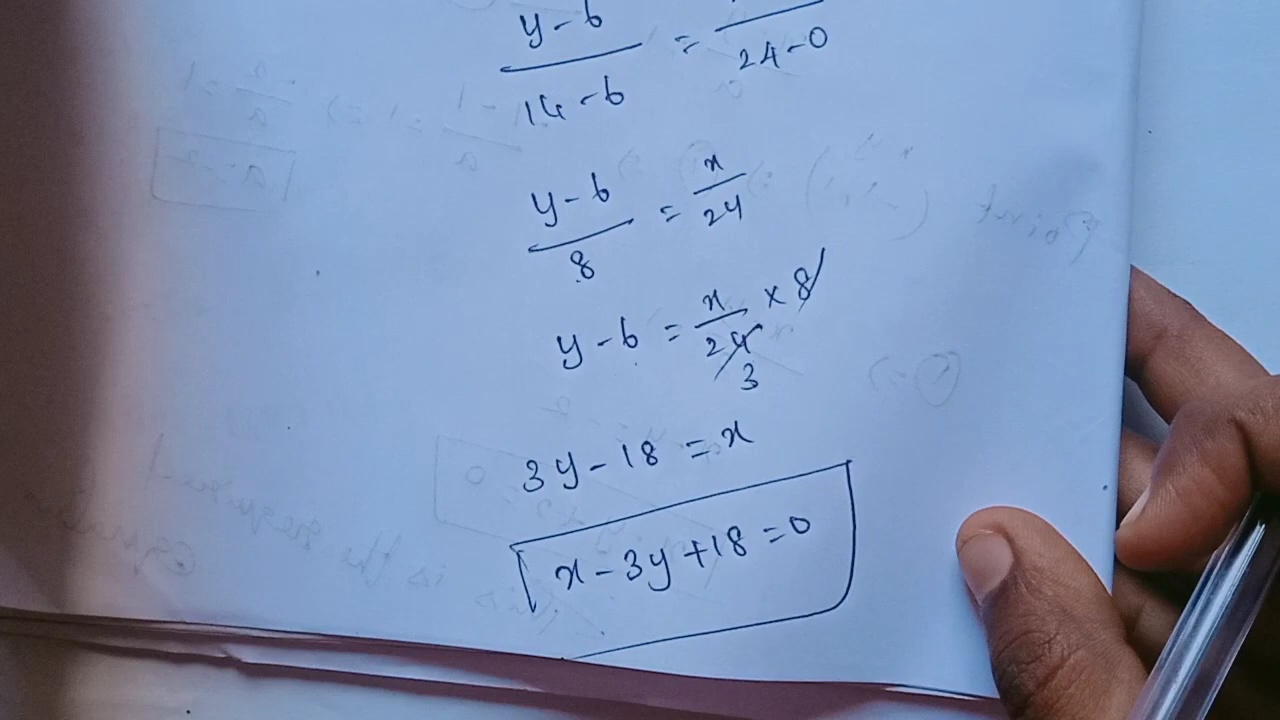 y-6/14-6 = /24-0
y-6/8 = x/24
y-6 = x/24 × 8
3
3y-18 = x
x-3y+18=0